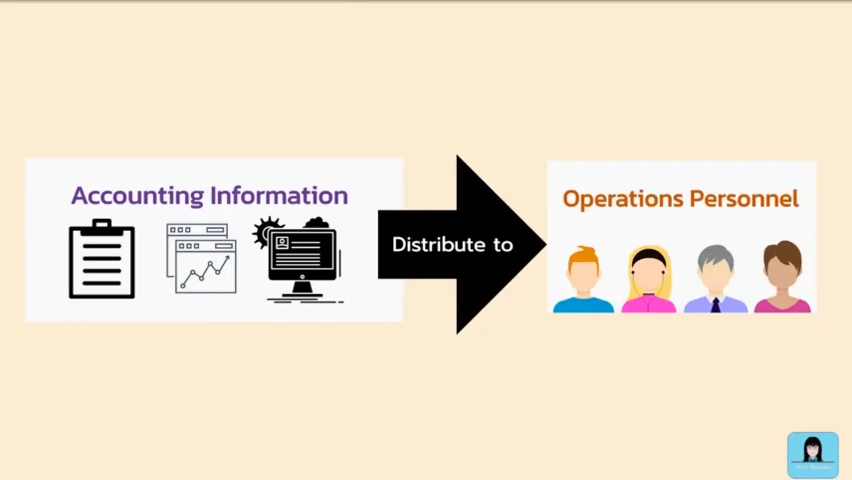 Accounting Information
Distribute to
Operations Personnel